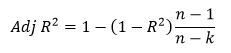 Adj R² = 1 − (1 − R²) (n − 1)/(n − k)